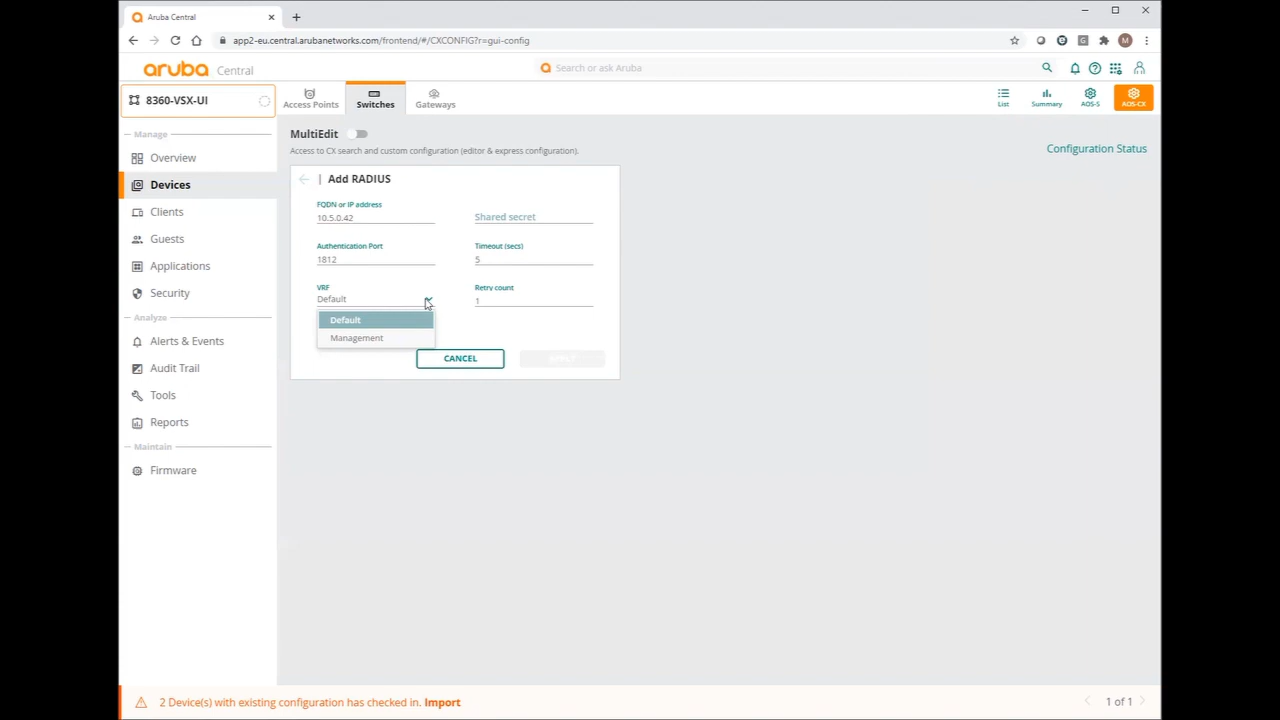 Aruba Central
app2-eu.central.arubanetworks.com/frontend/#/CXCONFIG?r=gui-config
M
aruba Central
Search or ask Aruba
8360-VSX-UI
Access Points
Switches
Gateways
List
Summary
AOS-S
AOS-CX
Manage
Overview
Devices
Clients
Guests
Applications
Security
Analyze
Alerts & Events
Audit Trail
Tools
Reports
Maintain
Firmware
MultiEdit
Access to CX search and custom configuration (editor & express configuration).
Configuration Status
Add RADIUS
FQDN or IP address
10.5.0.42
Shared secret
Authentication Port
1812
Timeout (secs)
5
VRF
Default
Retry count
1
Default
Management
CANCEL
APPLY
2 Device(s) with existing configuration has checked in. Import
1 of 1